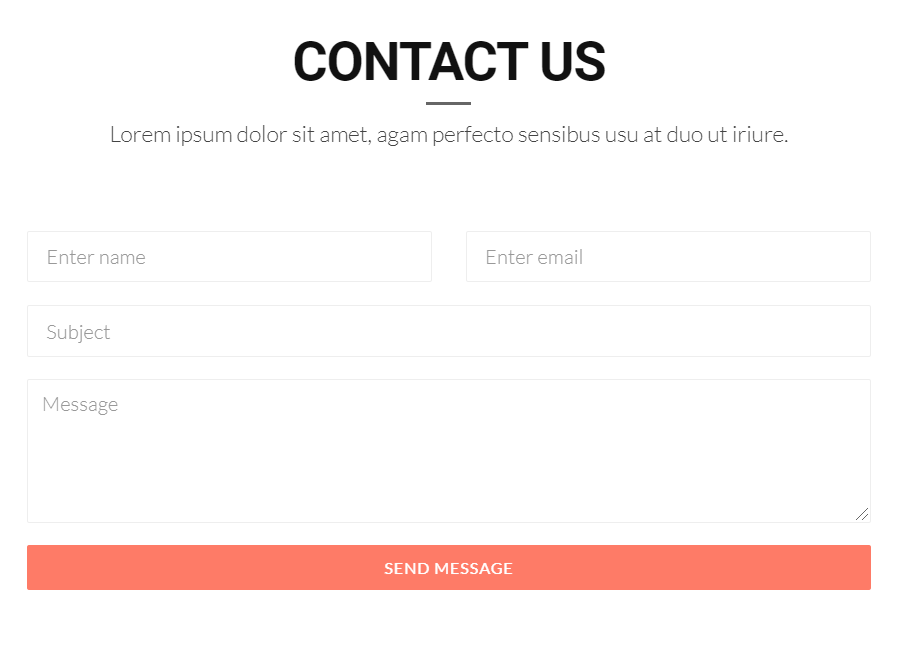 CONTACT US
Lorem ipsum dolor sit amet, agam perfecto sensibus usu at duo ut iriure.
Enter name
Enter email
Subject
Message
SEND MESSAGE